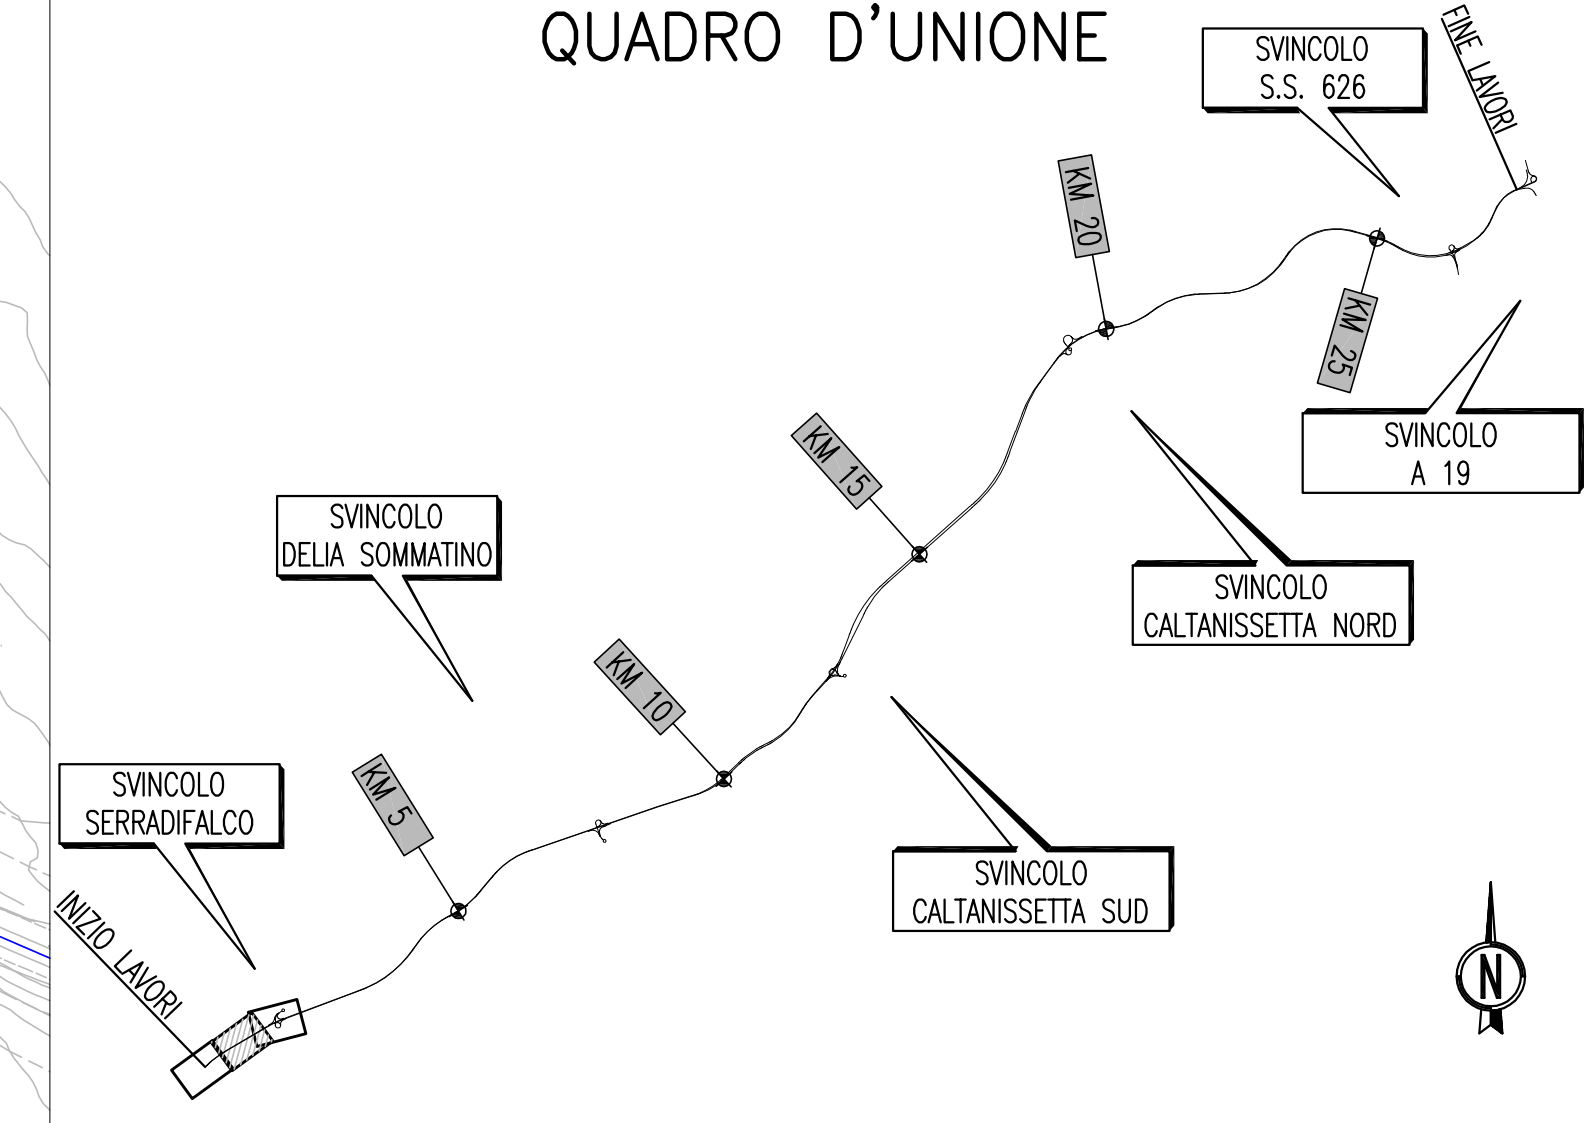 QUADRO D'UNIONE
SVINCOLO
S.S. 626
FINE LAVORI
KM 20
KM 25
SVINCOLO
A 19
KM 15
SVINCOLO
DELIA SOMMATINO
SVINCOLO
CALTANISSETTA NORD
KM 10
SVINCOLO
SERRADIFALCO
KM 5
SVINCOLO
CALTANISSETTA SUD
INIZIO LAVORI
N